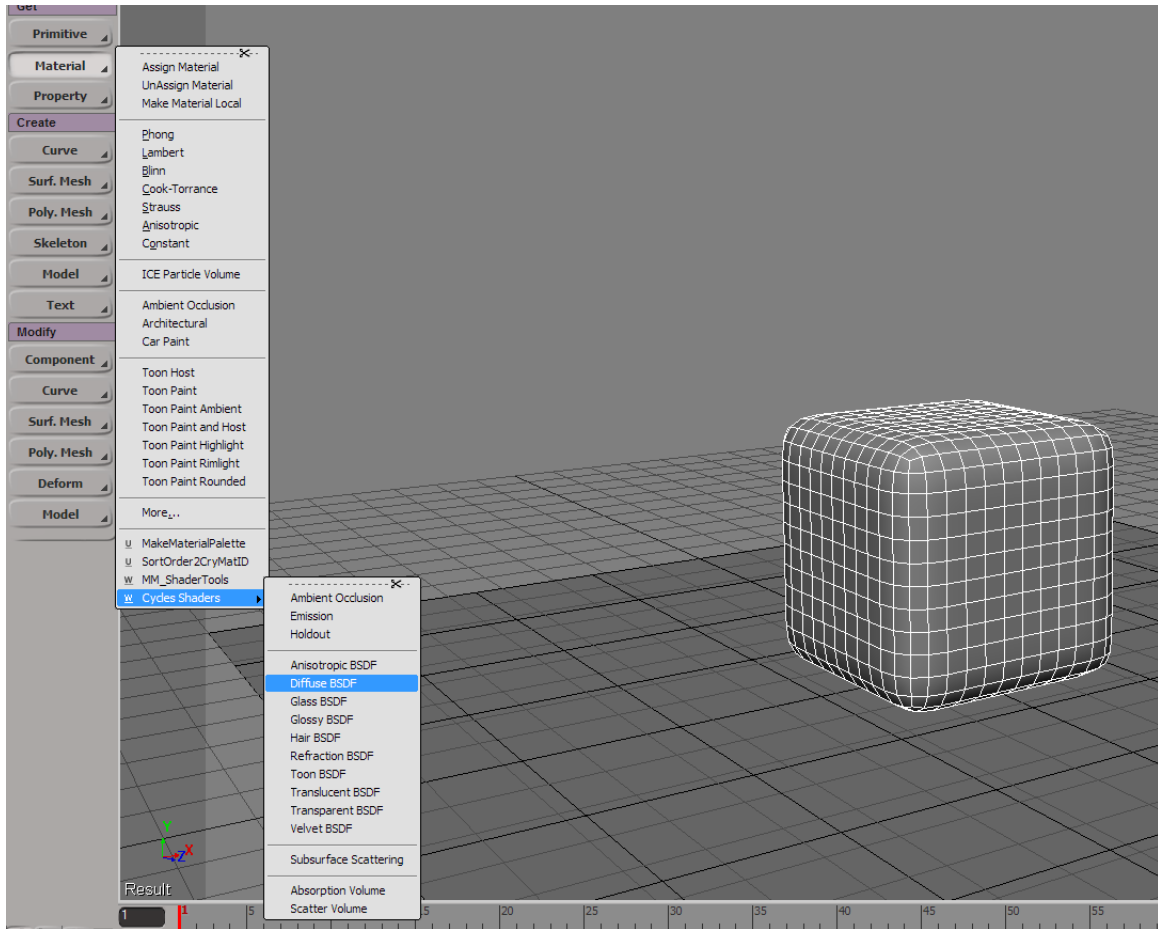 Get
Primitive
Material
Property
Create
Curve
Surf. Mesh
Poly. Mesh
Skeleton
Model
Text
Modify
Component
Curve
Surf. Mesh
Poly. Mesh
Deform
Model
Assign Material
UnAssign Material
Make Material Local
Phong
Lambert
Blinn
Cook-Torrance
Strauss
Anisotropic
Constant
ICE Particle Volume
Ambient Occlusion
Architectural
Car Paint
Toon Host
Toon Paint
Toon Paint Ambient
Toon Paint and Host
Toon Paint Highlight
Toon Paint Rimlight
Toon Paint Rounded
More...
U MakeMaterialPalette
U SortOrder2CryMatID
W MM_ShaderTools
W Cycles Shaders
Ambient Occlusion
Emission
Holdout
Anisotropic BSDF
Diffuse BSDF
Glass BSDF
Glossy BSDF
Hair BSDF
Refraction BSDF
Toon BSDF
Translucent BSDF
Transparent BSDF
Velvet BSDF
Subsurface Scattering
Absorption Volume
Scatter Volume
Y
Z X
Result
1 1 5 20 25 30 35 40 45 50 55